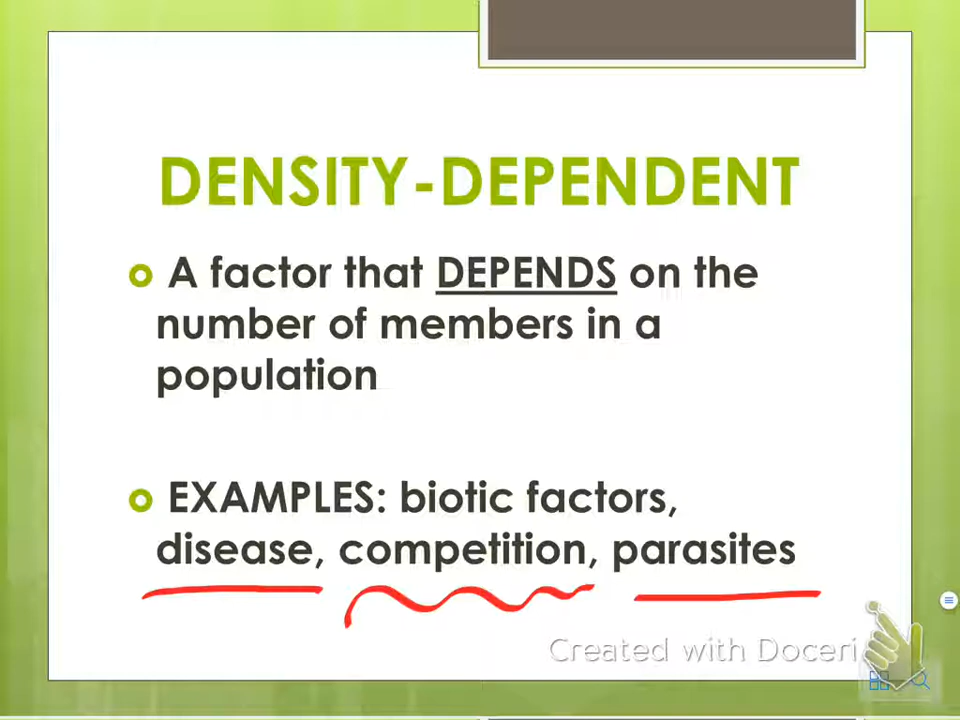 DENSITY-DEPENDENT
A factor that DEPENDS on the
number of members in a
population
EXAMPLES: biotic factors,
disease, competition, parasites
Created with Doceri